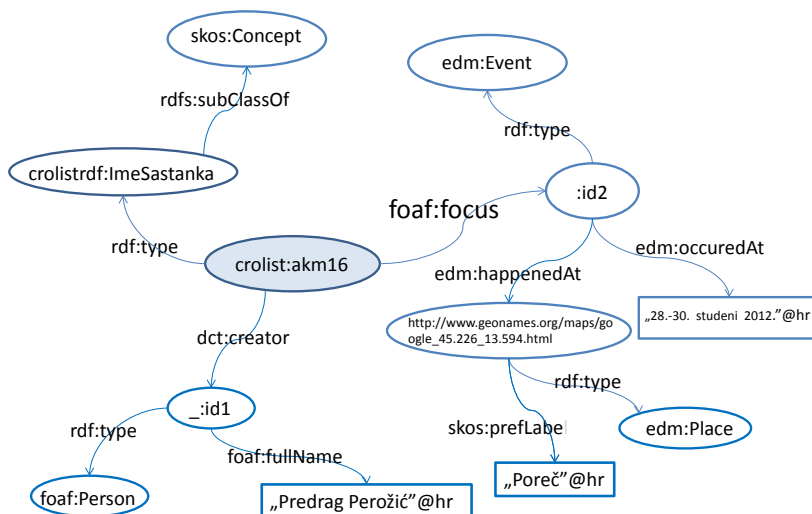 skos:Concept
edm:Event
rdfs:subClassOf
rdf:type
crolistrdf:ImeSastanka
:id2
foaf:focus
rdf:type
edm:occuredAt
crolist:akm16
edm:happenedAt
„28.-30. studeni 2012.”@hr
http://www.geonames.org/maps/go
ogle_45.226_13.594.html
dct:creator
rdf:type
_:id1
skos:prefLabel
edm:Place
rdf:type
foaf:fullName
„Poreč”@hr
foaf:Person
„Predrag Perožić”@hr